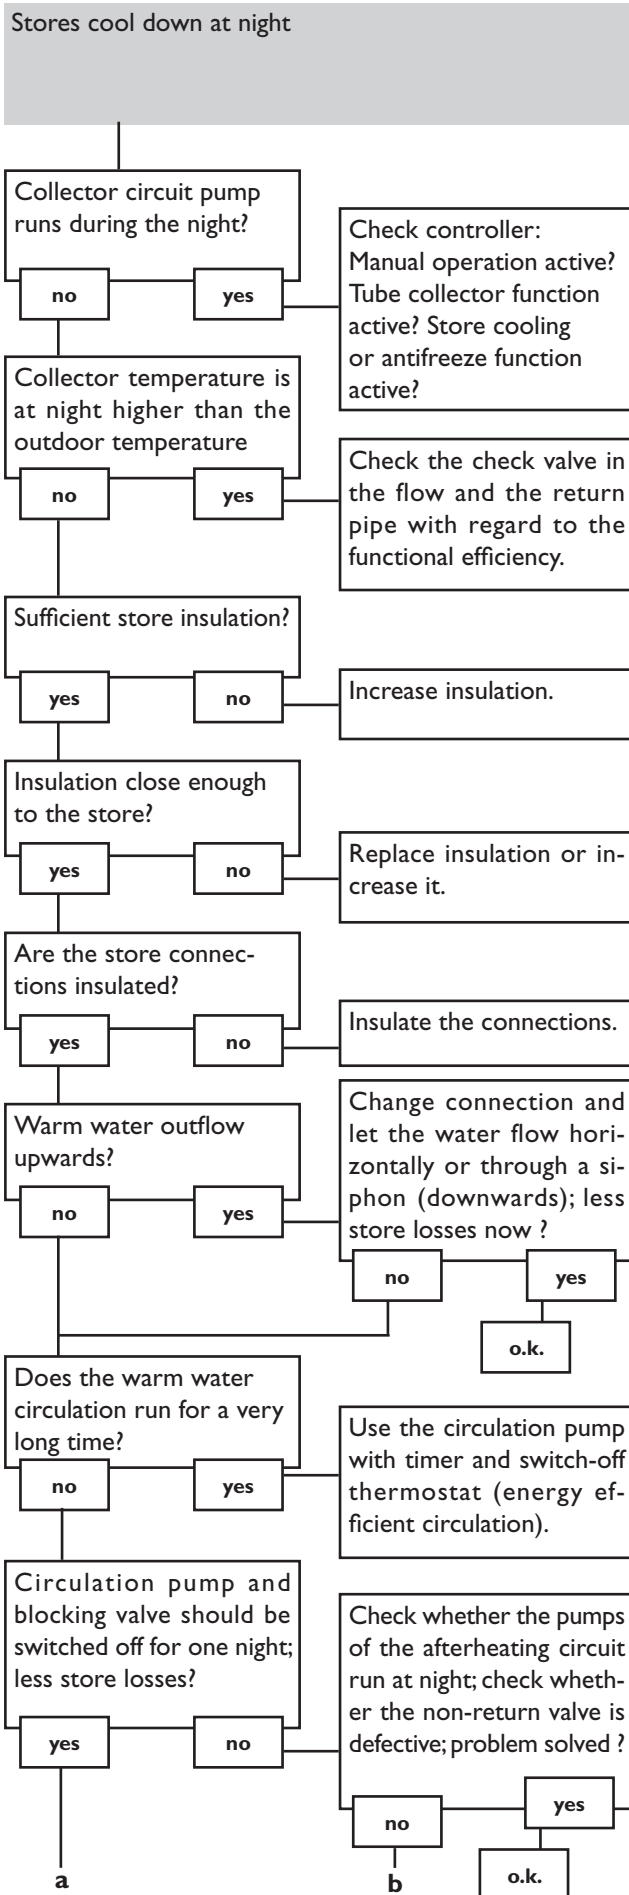 Stores cool down at night
Collector circuit pump
runs during the night?
no
yes
Check controller:
Manual operation active?
Tube collector function
active? Store cooling
or antifreeze function
active?
Collector temperature is
at night higher than the
outdoor temperature
no
yes
Check the check valve in
the flow and the return
pipe with regard to the
functional efficiency.
Sufficient store insulation?
yes
no
Increase insulation.
Insulation close enough
to the store?
yes
no
Replace insulation or in-
crease it.
Are the store connec-
tions insulated?
yes
no
Insulate the connections.
Warm water outflow
upwards?
no
yes
Change connection and
let the water flow hori-
zontally or through a si-
phon (downwards); less
store losses now ?
no
yes
o.k.
Does the warm water
circulation run for a very
long time?
no
yes
Use the circulation pump
with timer and switch-off
thermostat (energy ef-
ficient circulation).
Circulation pump and
blocking valve should be
switched off for one night;
less store losses?
yes
no
Check whether the pumps
of the afterheating circuit
run at night; check wheth-
er the non-return valve is
defective; problem solved ?
no
yes
a
b
o.k.